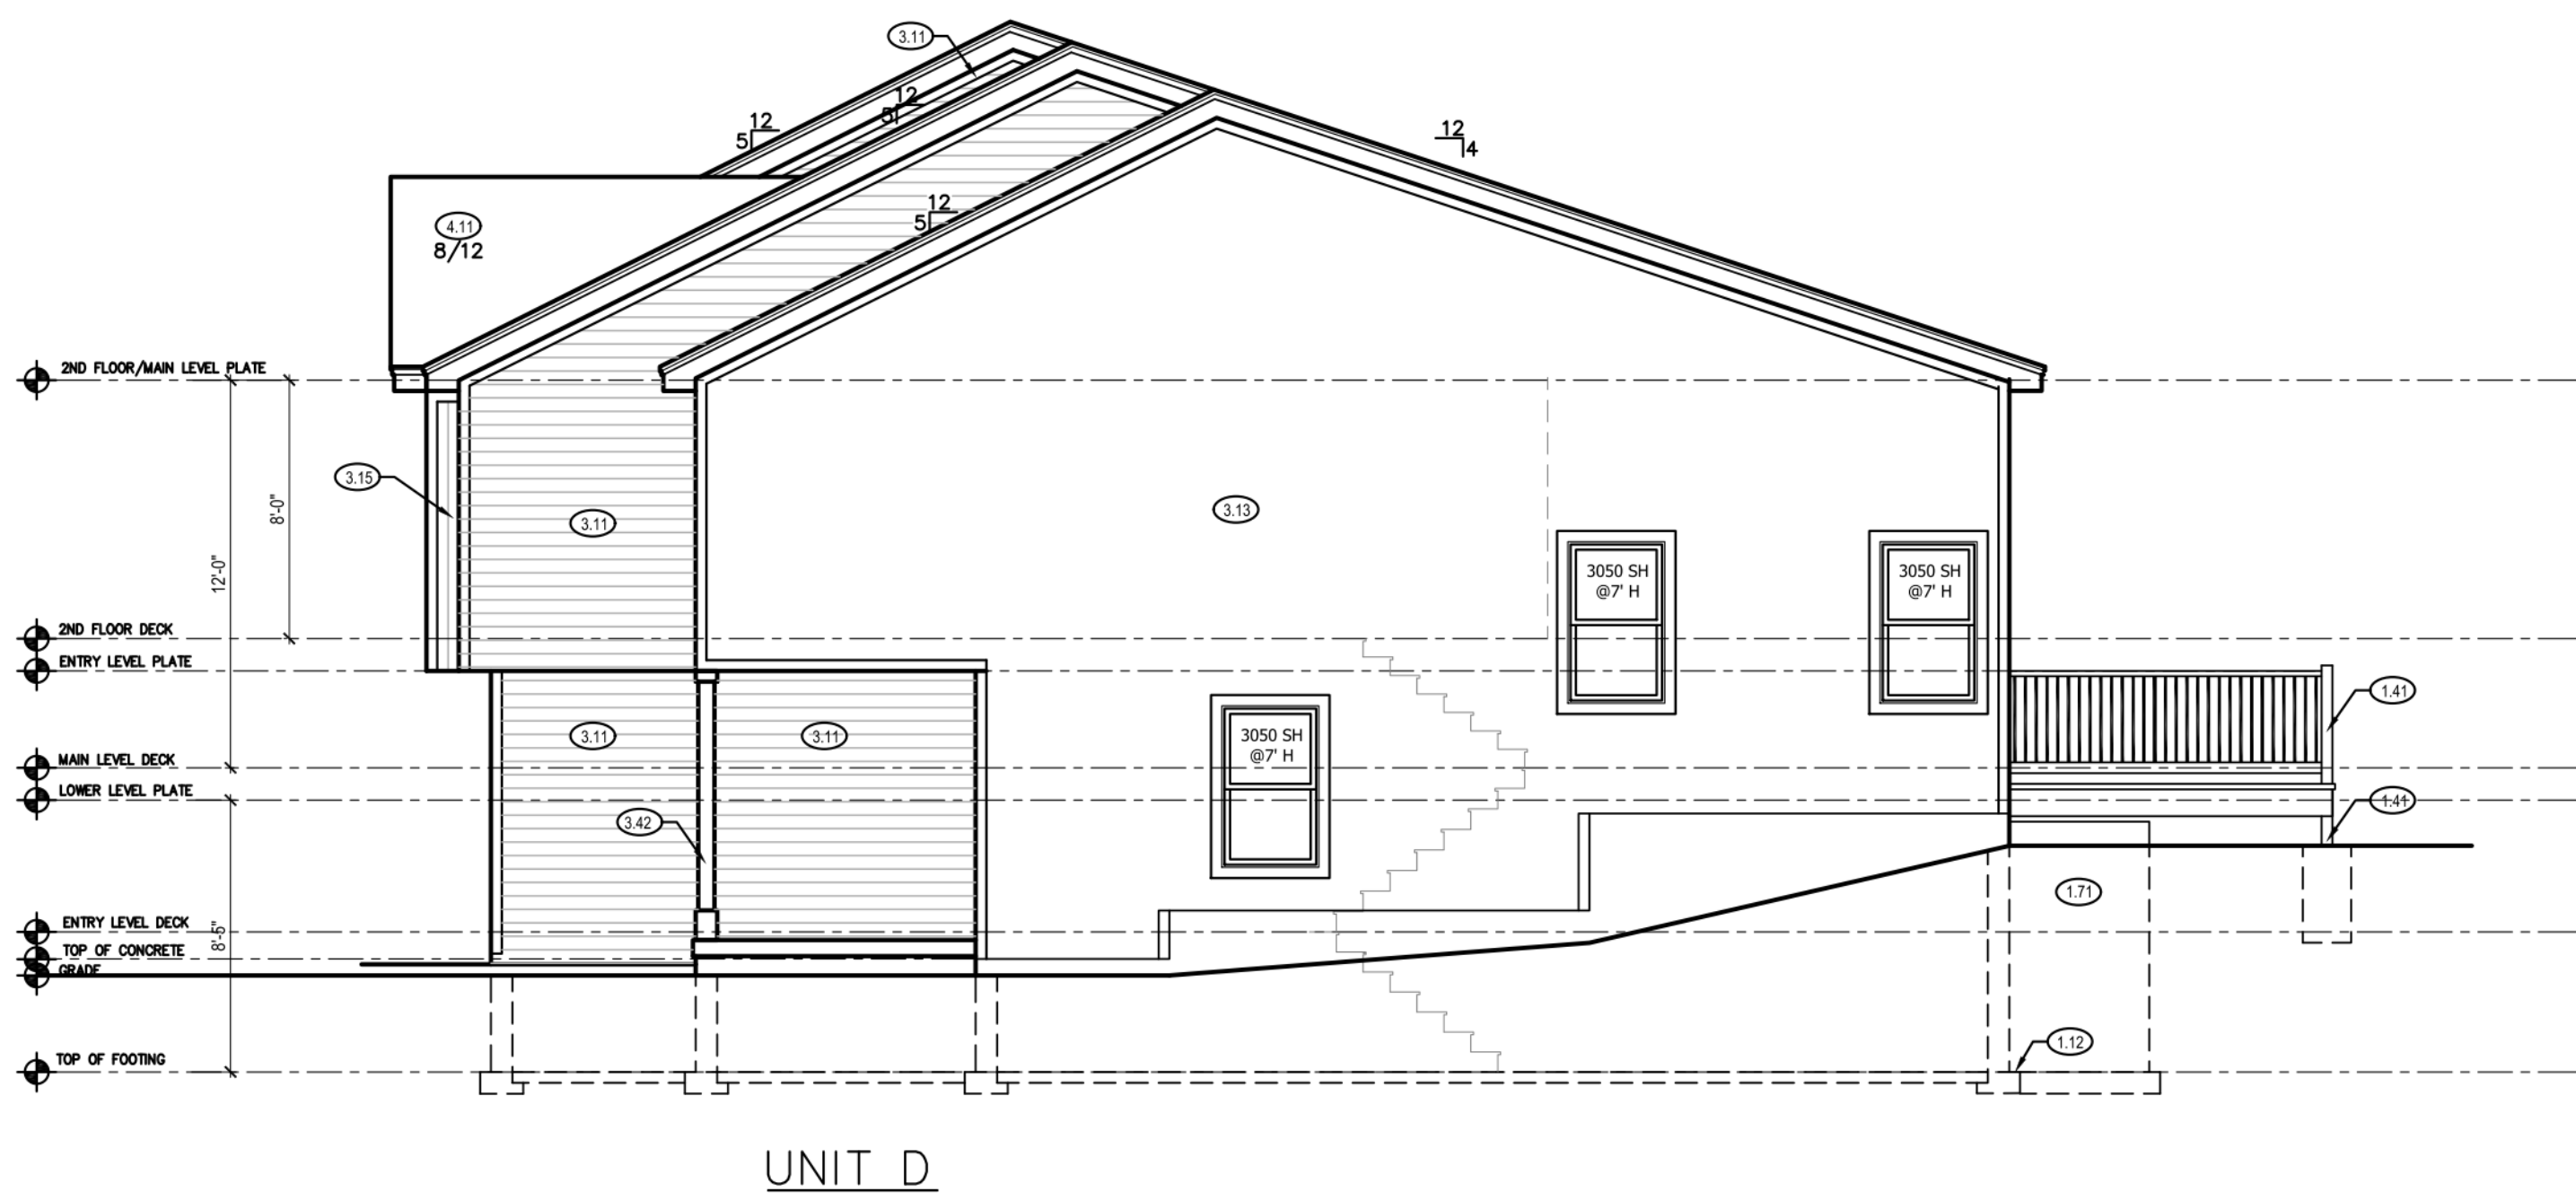 3.11
12
5
12
5
12
4
12
5
4.11
8/12
2ND FLOOR/MAIN LEVEL PLATE
3.15
8'-0"
3.11
3.13
12'-0"
3050 SH
@7' H
3050 SH
@7' H
2ND FLOOR DECK
ENTRY LEVEL PLATE
1.41
3.11
3.11
3050 SH
@7' H
MAIN LEVEL DECK
LOWER LEVEL PLATE
1.41
3.42
1.71
ENTRY LEVEL DECK
8'-5"
TOP OF CONCRETE
GRADE
1.12
TOP OF FOOTING
UNIT D